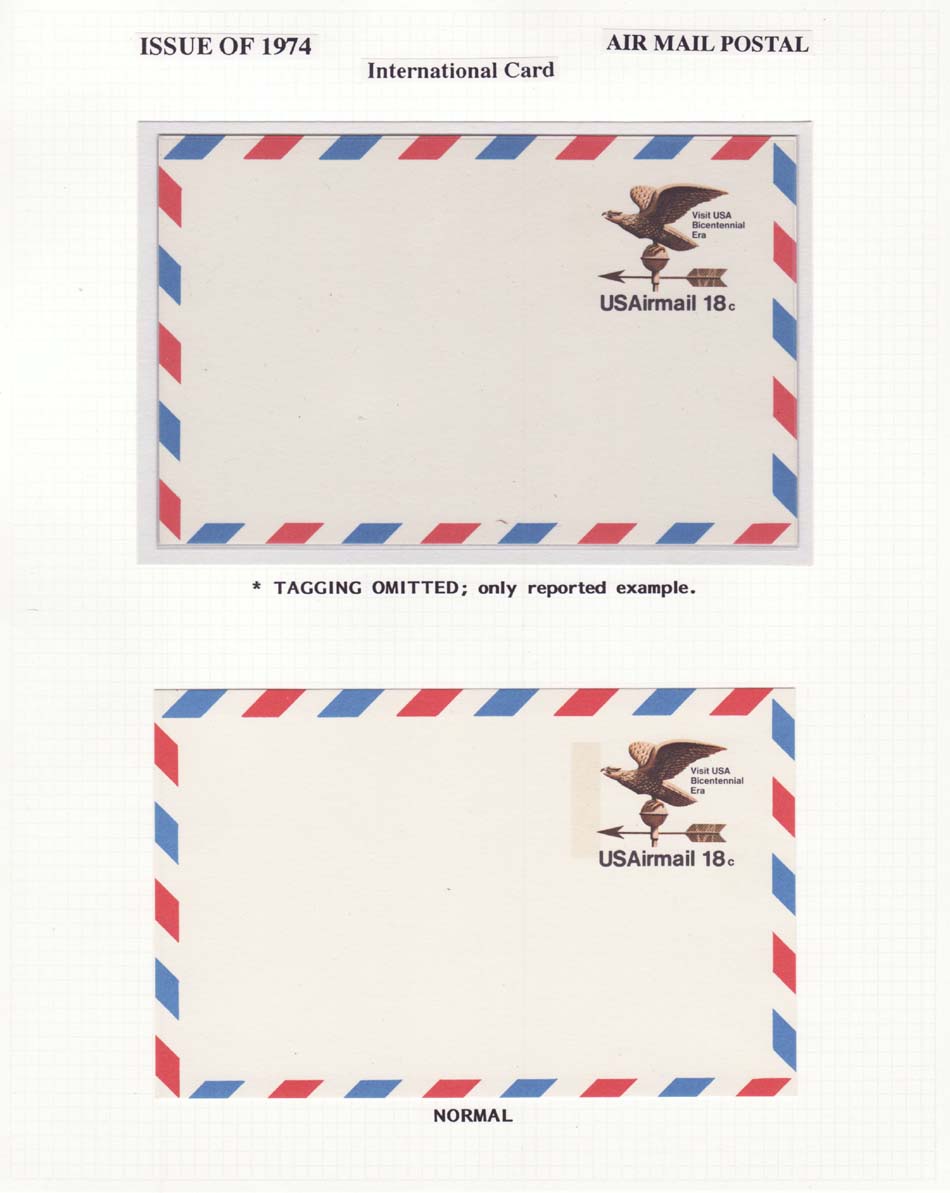 ISSUE OF 1974
AIR MAIL POSTAL
International Card
Visit USA
Bicentennial
Era
USAirmail 18c
* TAGGING OMITTED; only reported example.
Visit USA
Bicentennial
Era
USAirmail 18c
NORMAL